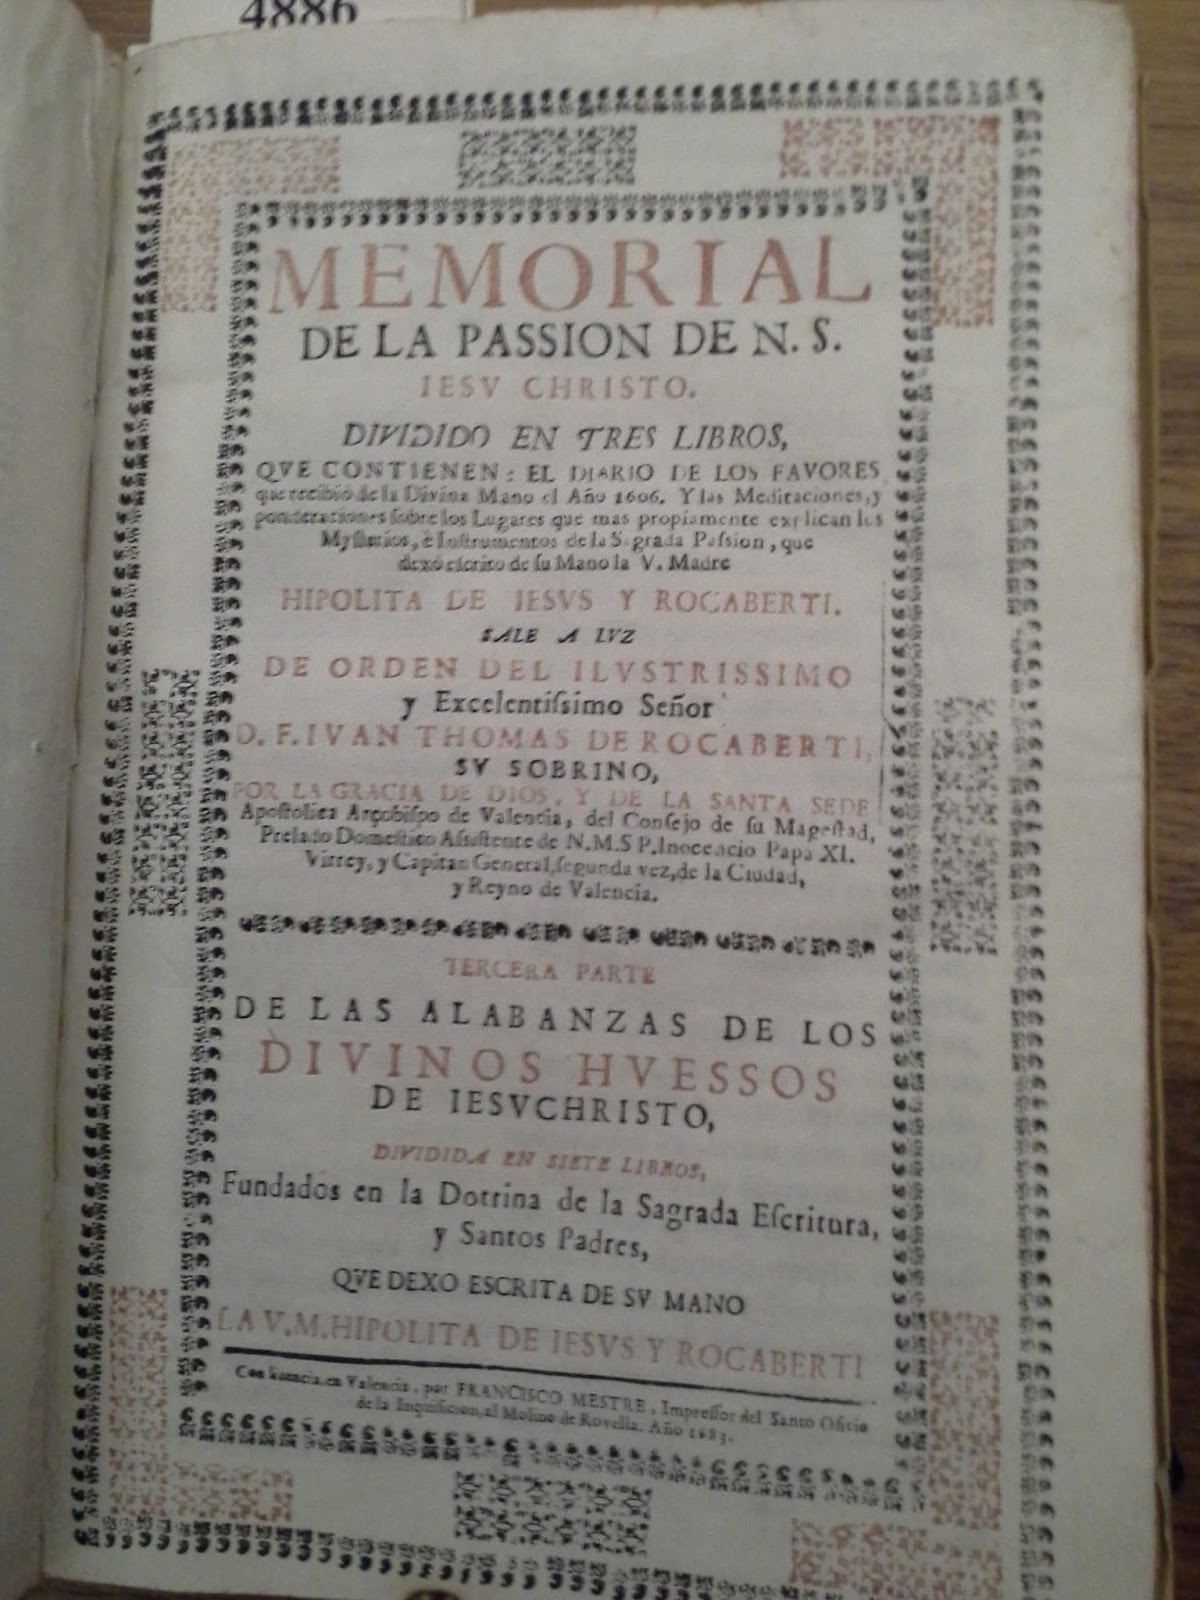 4886
MEMORIAL
DE LA PASSION DE N. S.
IESV CHRISTO.
DIVIDIDO EN TRES LIBROS,
QVE CONTIENEN: EL DIARIO DE LOS FAVORES
que recibió de la Divina Mano el Año 1606. Y las Meditaciones, y
ponderaciones ſobre los Lugares que mas propiamente explican los
Myſterios, è Inſtrumentos de la Sagrada Paſsion, que
dexó eſcrito de ſu Mano la V. Madre
HIPOLITA DE IESVS Y ROCABERTI.
SALE A LVZ
DE ORDEN DEL ILVSTRISSIMO
y Excelentiſsimo Señor
D. F. IVAN THOMAS DE ROCABERTI,
SV SOBRINO,
POR LA GRACIA DE DIOS, Y DE LA SANTA SEDE
Apoſtolica Arçobiſpo de Valencia, del Conſejo de ſu Mageſtad,
Prelado Domeſtico Aſsiſtente de N.M.S P. Inocencio Papa XI.
Virrey, y Capitan General, ſegunda vez, de la Ciudad,
y Reyno de Valencia.
TERCERA PARTE
DE LAS ALABANZAS DE LOS
DIVINOS HVESSOS
DE IESVCHRISTO,
DIVIDIDA EN SIETE LIBROS,
Fundados en la Dotrina de la Sagrada Eſcritura,
y Santos Padres,
QVE DEXO ESCRITA DE SV MANO
LA V. M. HIPOLITA DE IESVS Y ROCABERTI
Con licencia, en Valencia, por FRANCISCO MESTRE, Impreſſor del Santo Oficio
de la Inquiſicion, al Molino de Rovella. Año 1685.